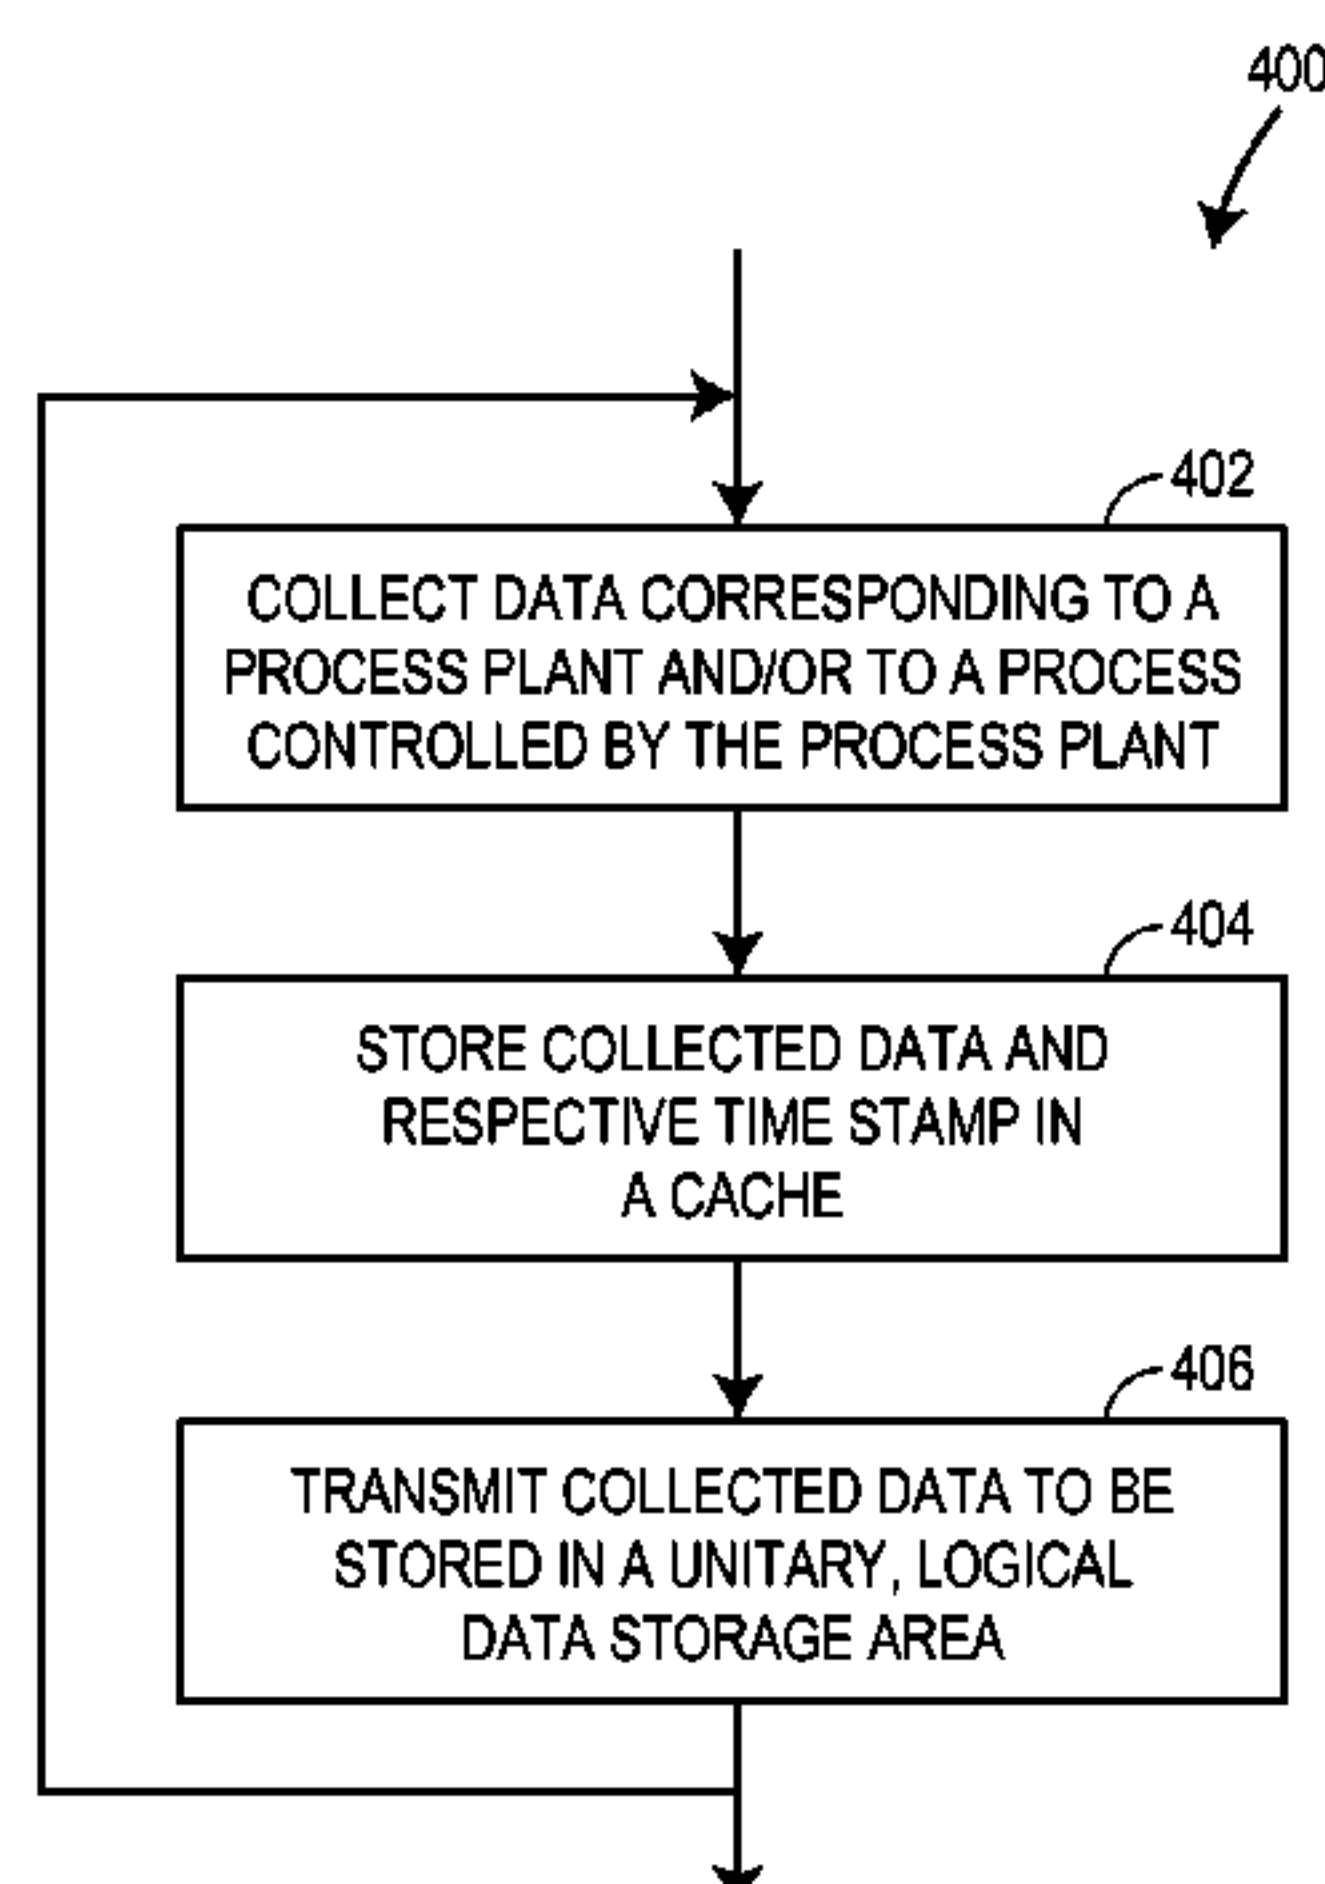 400
402
COLLECT DATA CORRESPONDING TO A
PROCESS PLANT AND/OR TO A PROCESS
CONTROLLED BY THE PROCESS PLANT
404
STORE COLLECTED DATA AND
RESPECTIVE TIME STAMP IN
A CACHE
406
TRANSMIT COLLECTED DATA TO BE
STORED IN A UNITARY, LOGICAL
DATA STORAGE AREA